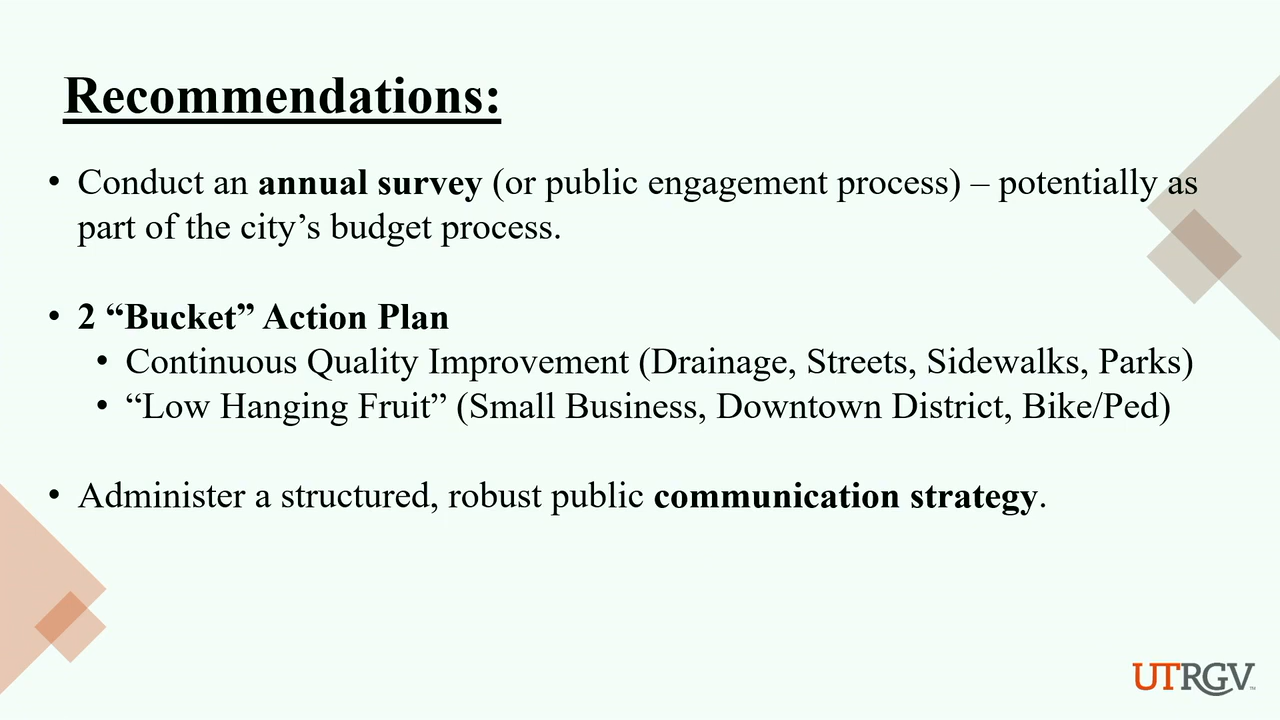 Recommendations:
• Conduct an annual survey (or public engagement process) – potentially as
part of the city’s budget process.
• 2 “Bucket” Action Plan
• Continuous Quality Improvement (Drainage, Streets, Sidewalks, Parks)
• “Low Hanging Fruit” (Small Business, Downtown District, Bike/Ped)
• Administer a structured, robust public communication strategy.
UTRGV™